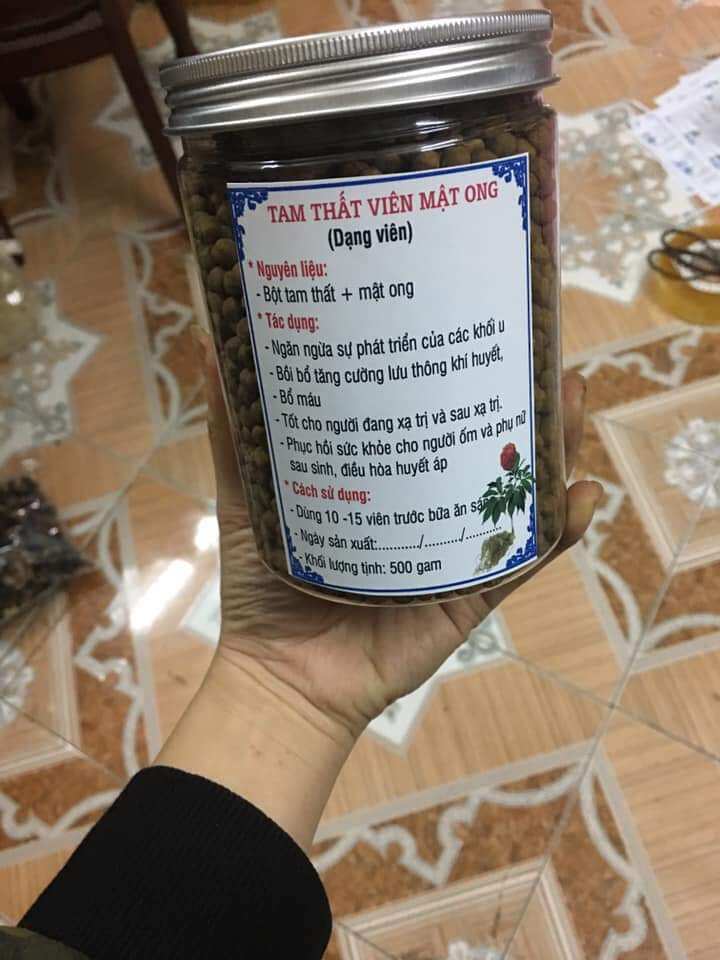 TAM THẤT VIÊN MẬT ONG
(Dạng viên)
* Nguyên liệu:
- Bột tam thất + mật ong
* Tác dụng:
- Ngăn ngừa sự phát triển của các khối u
- Bồi bổ tăng cường lưu thông khí huyết,
- Bổ máu
- Tốt cho người đang xạ trị và sau xạ trị.
- Phục hồi sức khỏe cho người ốm và phụ nữ
sau sinh, điều hòa huyết áp
* Cách sử dụng:
- Dùng 10 -15 viên trước bữa ăn
- Ngày sản xuất:.........../........./.........
- Khối lượng tịnh: 500 gam